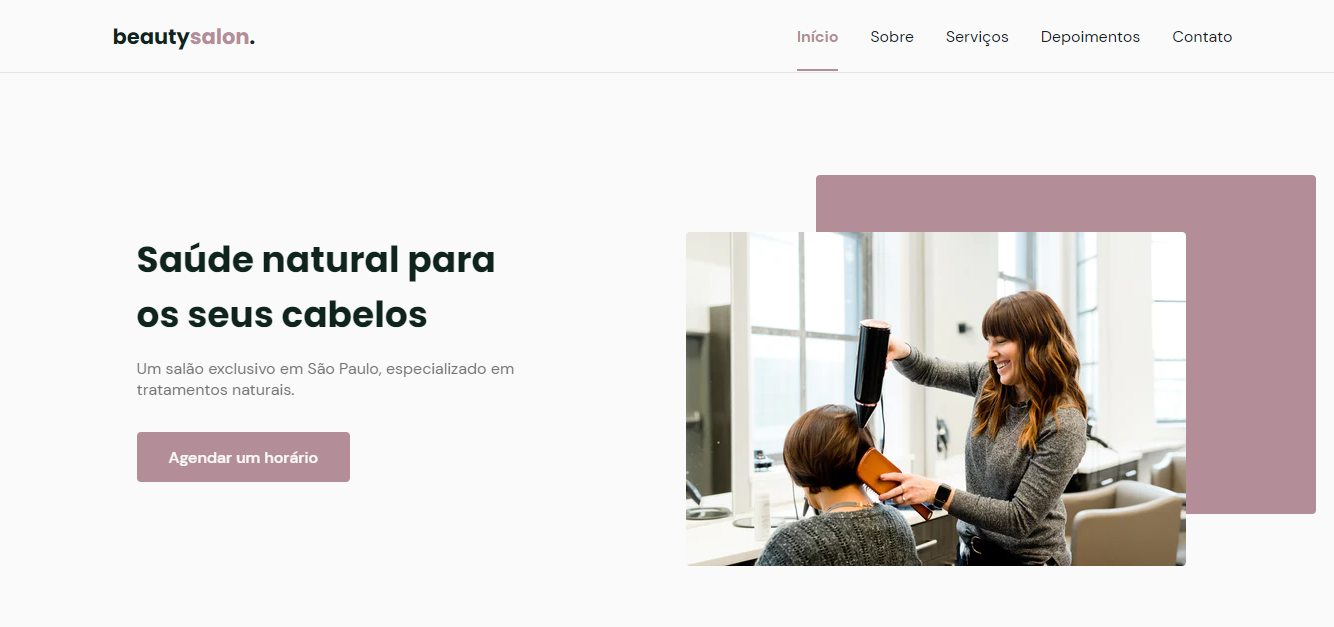 beautysalon.
Início
Sobre
Serviços
Depoimentos
Contato
Saúde natural para
os seus cabelos
Um salão exclusivo em São Paulo, especializado em
tratamentos naturais.
Agendar um horário